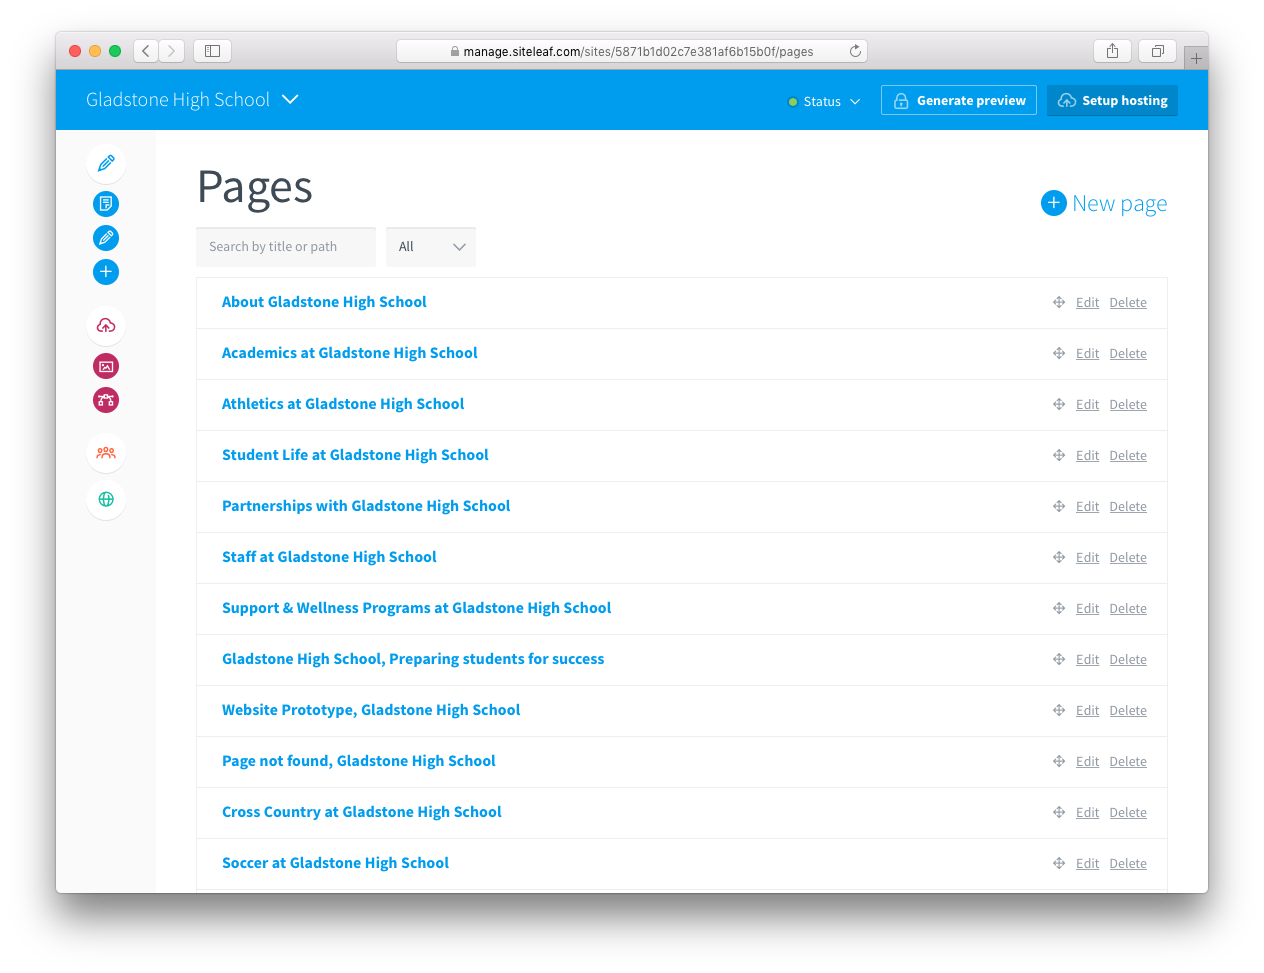 manage.siteleaf.com/sites/5871b1d02c7e381af6b15b0f/pages
Gladstone High School
Status
Generate preview
Setup hosting
Pages
New page
Search by title or path
All
About Gladstone High School Edit Delete
Academics at Gladstone High School Edit Delete
Athletics at Gladstone High School Edit Delete
Student Life at Gladstone High School Edit Delete
Partnerships with Gladstone High School Edit Delete
Staff at Gladstone High School Edit Delete
Support & Wellness Programs at Gladstone High School Edit Delete
Gladstone High School, Preparing students for success Edit Delete
Website Prototype, Gladstone High School Edit Delete
Page not found, Gladstone High School Edit Delete
Cross Country at Gladstone High School Edit Delete
Soccer at Gladstone High School Edit Delete